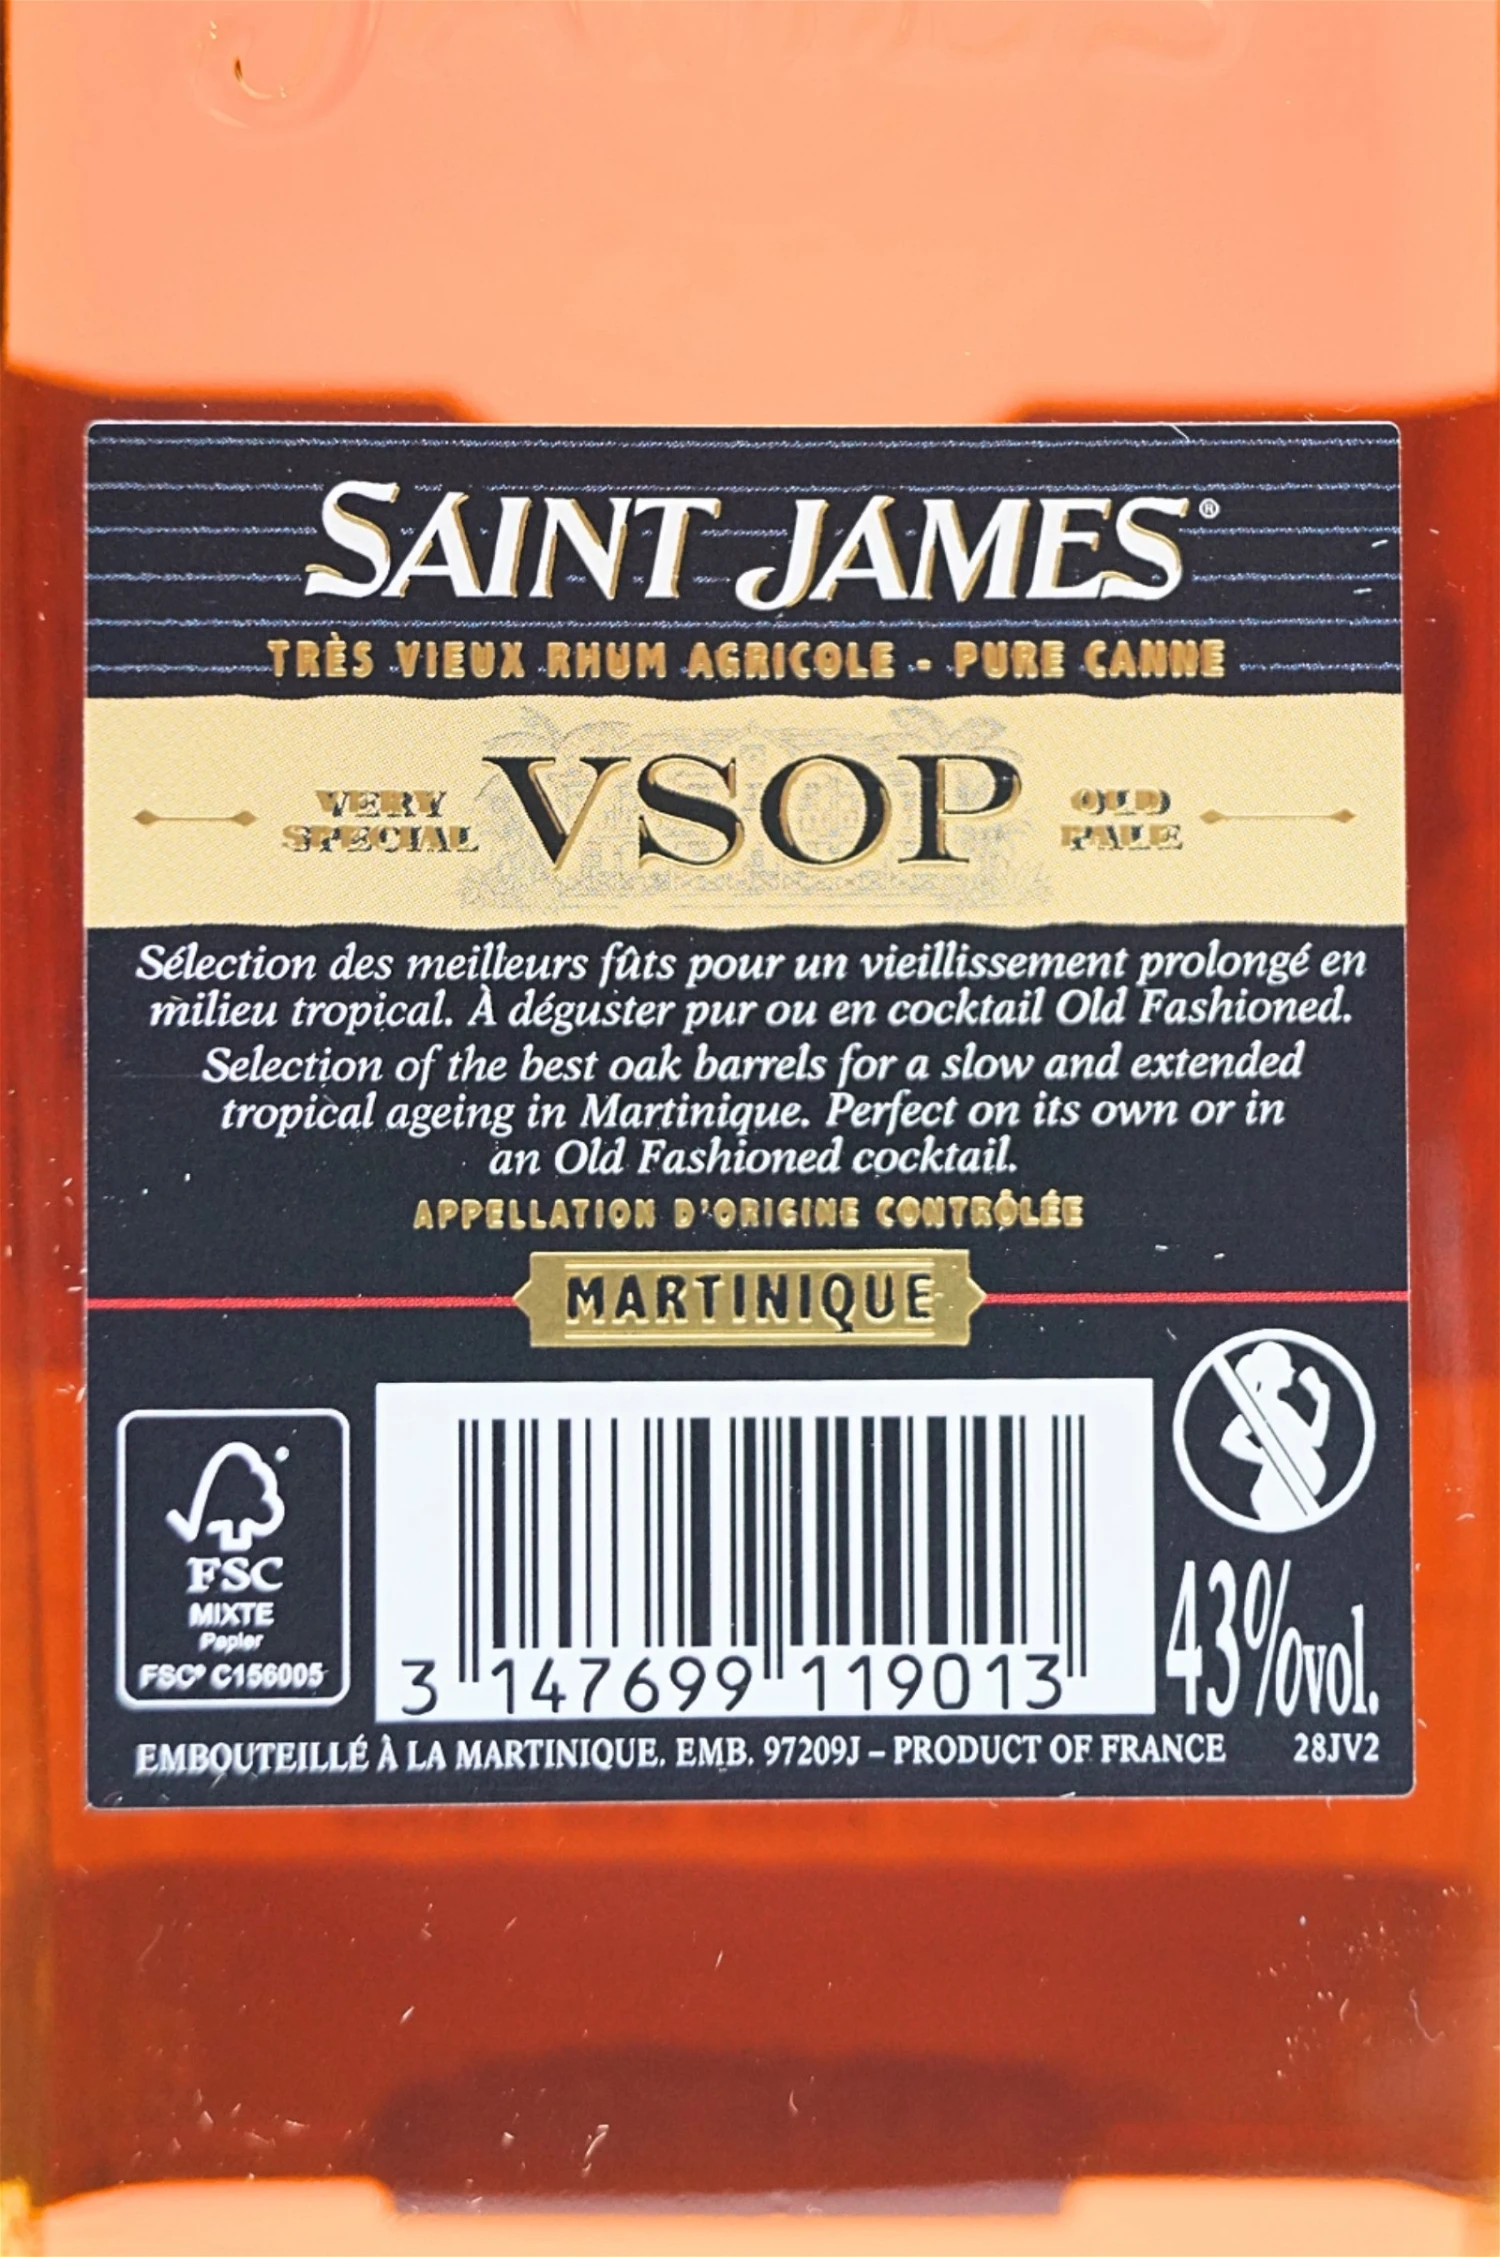 SAINT JAMES®
TRÈS VIEUX RHUM AGRICOLE - PURE CANNE
VERY SPECIAL VSOP OLD PALE
Sélection des meilleurs fûts pour un vieillissement prolongé en
milieu tropical. À déguster pur ou en cocktail Old Fashioned.
Selection of the best oak barrels for a slow and extended
tropical ageing in Martinique. Perfect on its own or in
an Old Fashioned cocktail.
APPELLATION D'ORIGINE CONTRÔLÉE
MARTINIQUE
FSC
MIXTE
Papier
FSC® C156005
3 147699 119013
43%vol.
EMBOUTEILLÉ À LA MARTINIQUE. EMB. 97209J – PRODUCT OF FRANCE 28JV2